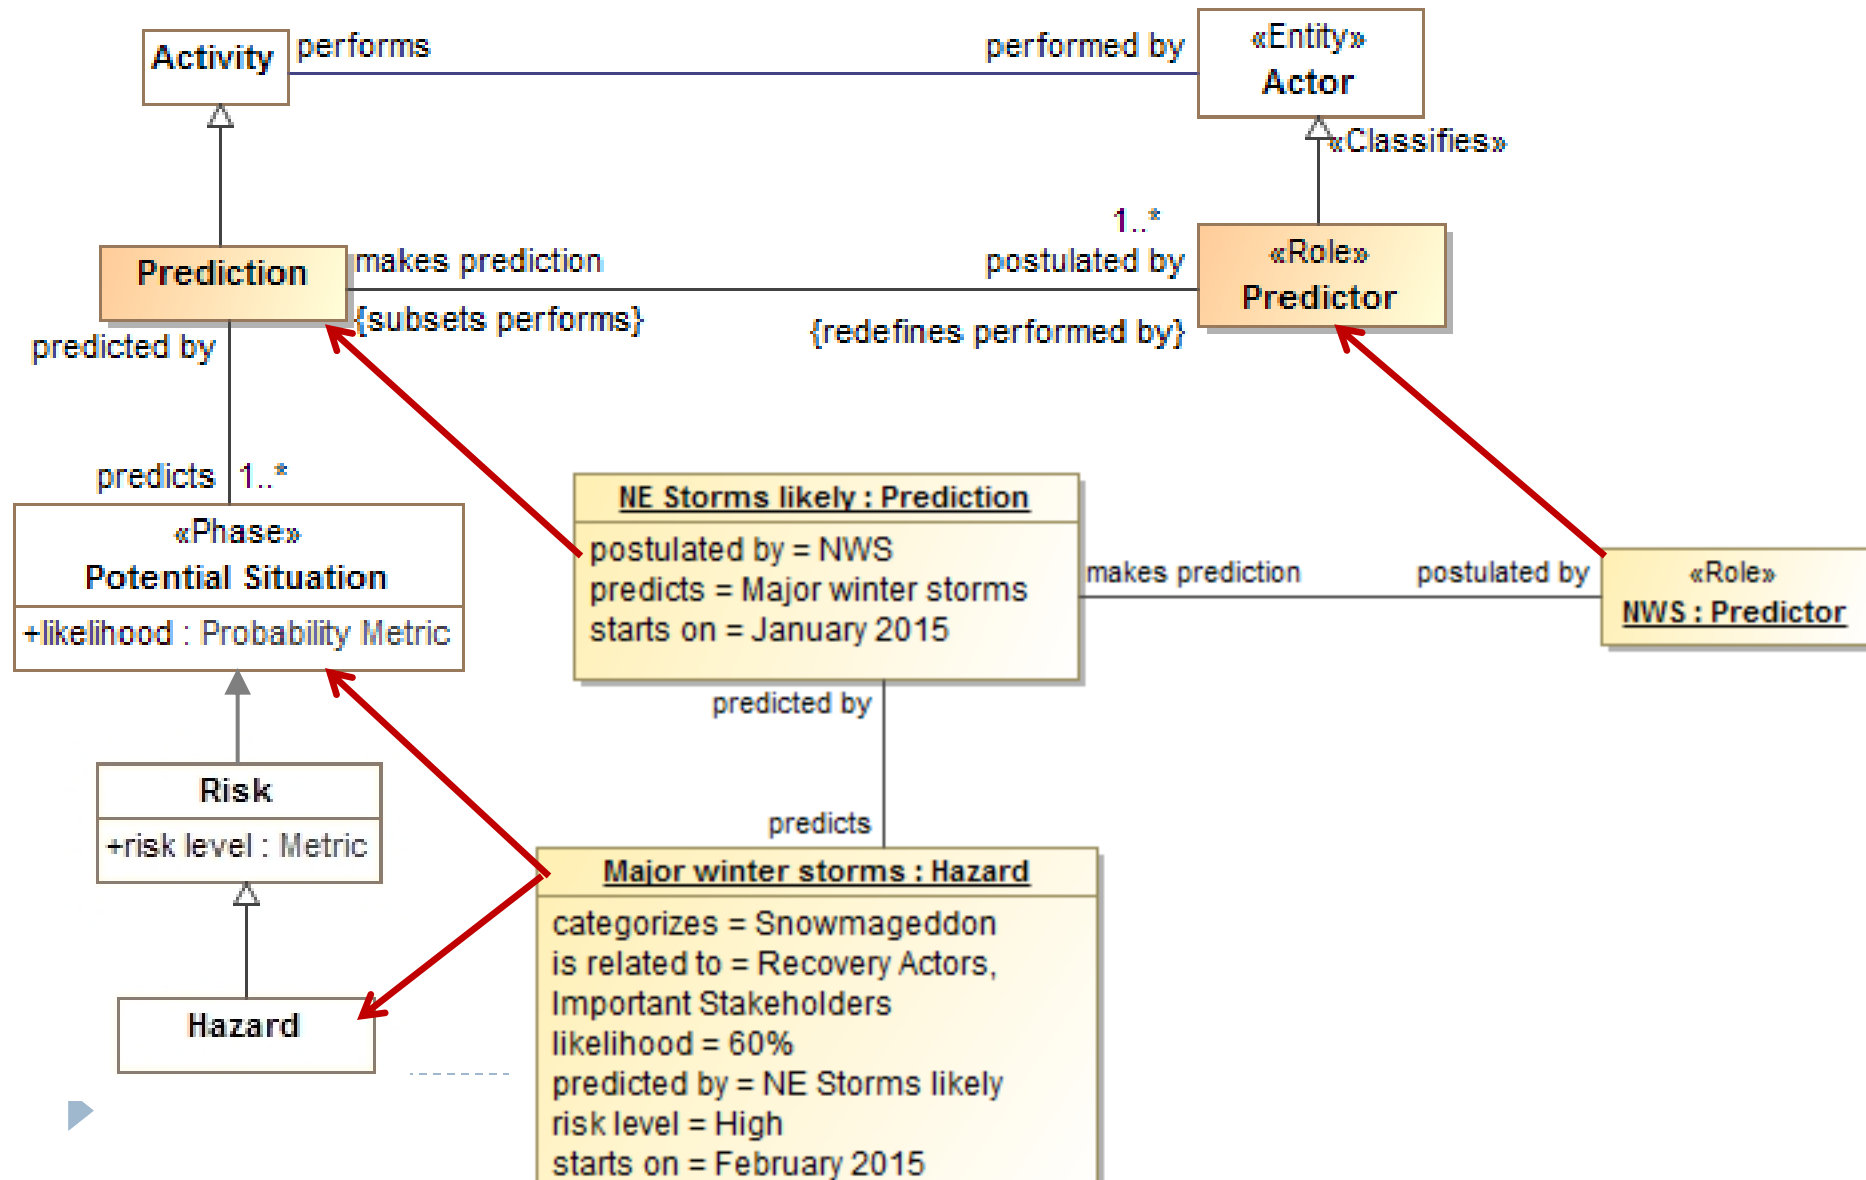 Activity
performs
performed by
«Entity»
Actor
«Classifies»
Prediction
makes prediction
{subsets performs}
1..*
postulated by
{redefines performed by}
«Role»
Predictor
predicted by
predicts
1..*
«Phase»
Potential Situation
+likelihood : Probability Metric
Risk
+risk level : Metric
Hazard
NE Storms likely : Prediction
postulated by = NWS
predicts = Major winter storms
starts on = January 2015
makes prediction
postulated by
«Role»
NWS : Predictor
predicted by
predicts
Major winter storms : Hazard
categorizes = Snowmageddon
is related to = Recovery Actors,
Important Stakeholders
likelihood = 60%
predicted by = NE Storms likely
risk level = High
starts on = February 2015